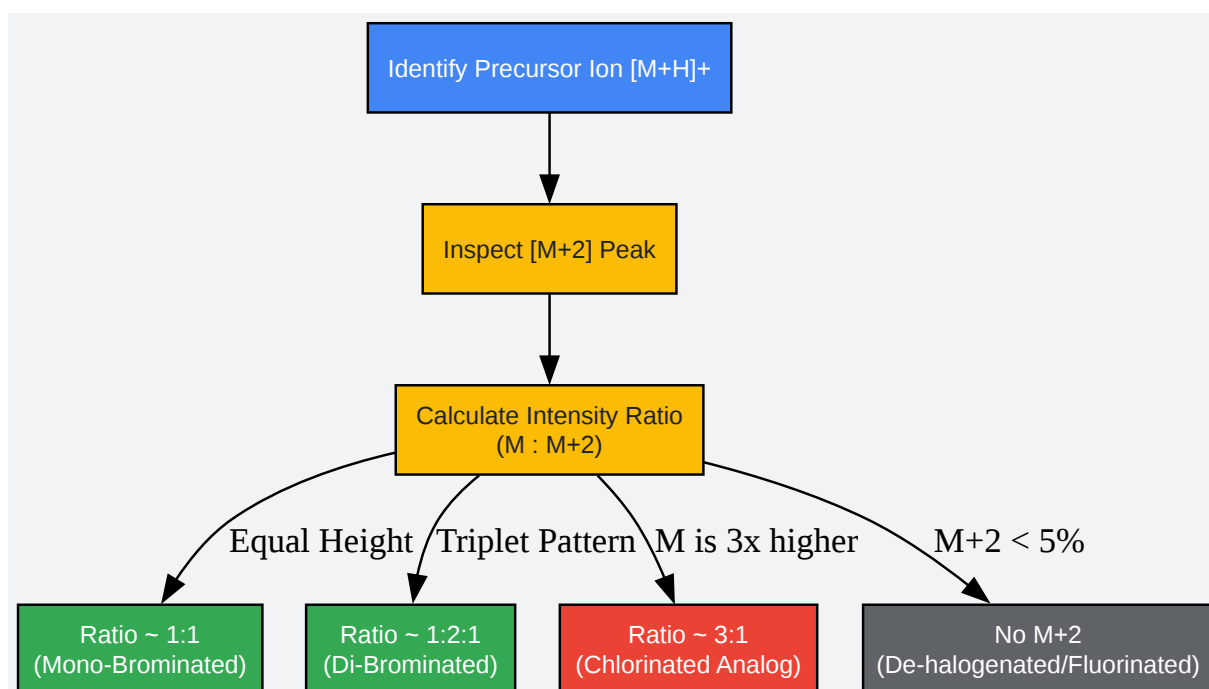 Identify Precursor Ion [M+H]+
Inspect [M+2] Peak
Calculate Intensity Ratio
(M : M+2)
Equal Height
Triplet Pattern
M is 3x higher
M+2 < 5%
Ratio ~ 1:1
(Mono-Brominated)
Ratio ~ 1:2:1
(Di-Brominated)
Ratio ~ 3:1
(Chlorinated Analog)
No M+2
(De-halogenated/Fluorinated)